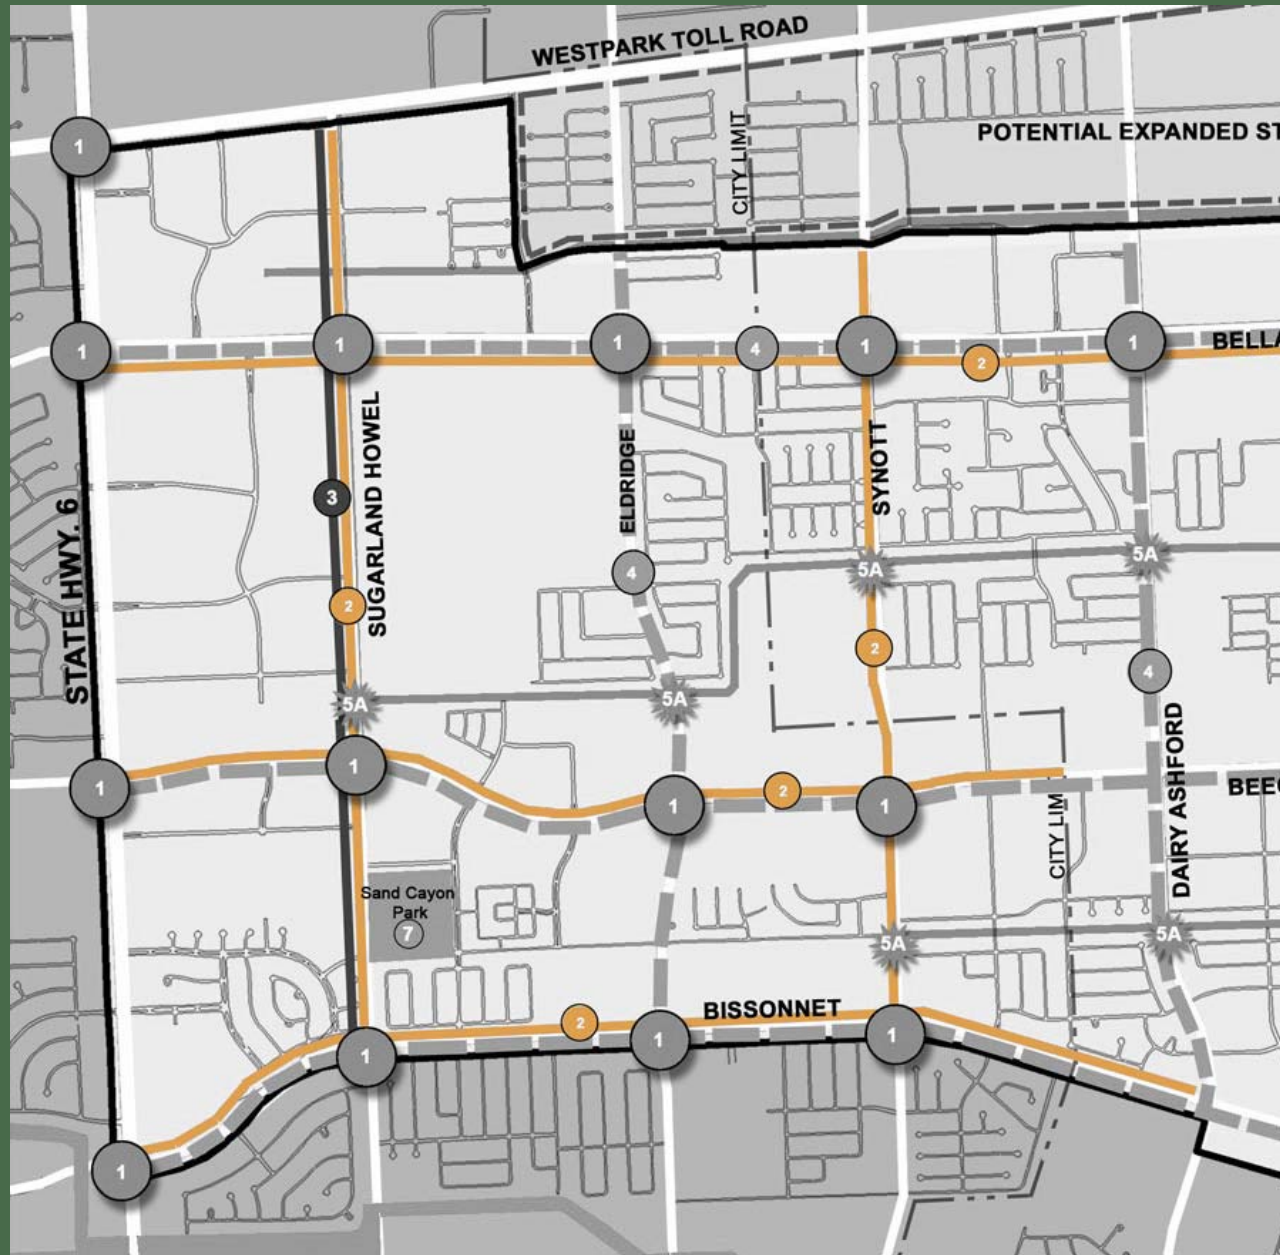 WESTPARK TOLL ROAD
CITY LIMIT
POTENTIAL EXPANDED ST
1
1
1
1
4
1
2
1
BELLA
STATE HWY. 6
SUGARLAND HOWEL
ELDRIDGE
SYNOTT
3
4
5A
5A
2
2
4
5A
5A
DAIRY ASHFORD
1
1
1
2
1
BEEC
CITY LIM
Sand Cayon
Park
7
5A
5A
BISSONNET
2
1
1
1
1